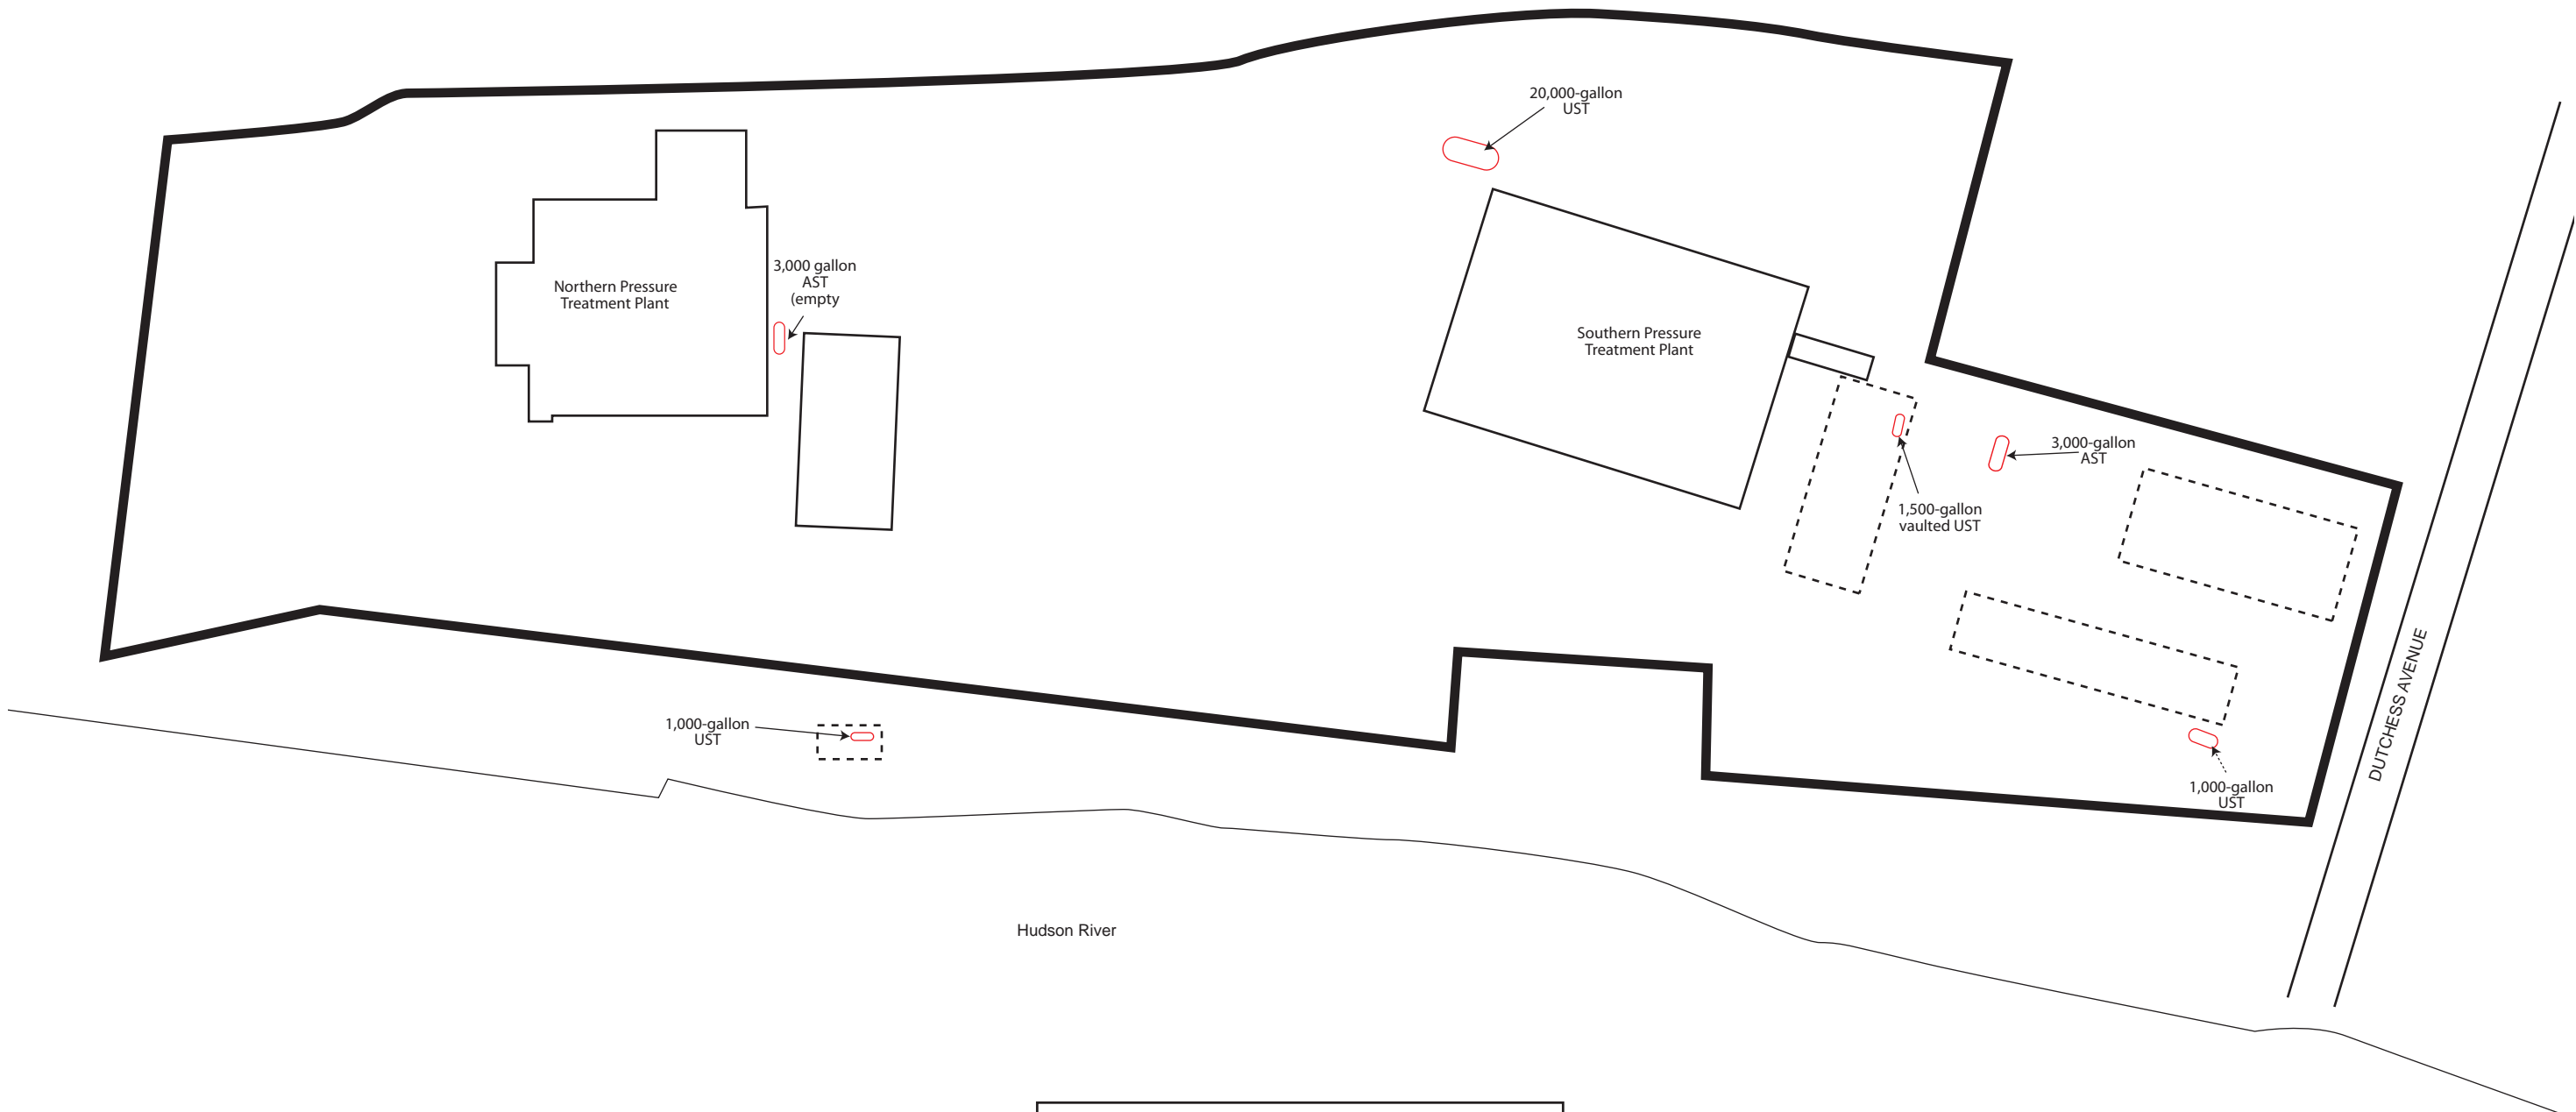 20,000-gallon
UST
3,000 gallon
AST
(empty
Northern Pressure
Treatment Plant
Southern Pressure
Treatment Plant
3,000-gallon
AST
1,500-gallon
vaulted UST
1,000-gallon
UST
1,000-gallon
UST
DUTCHESS AVENUE
Hudson River